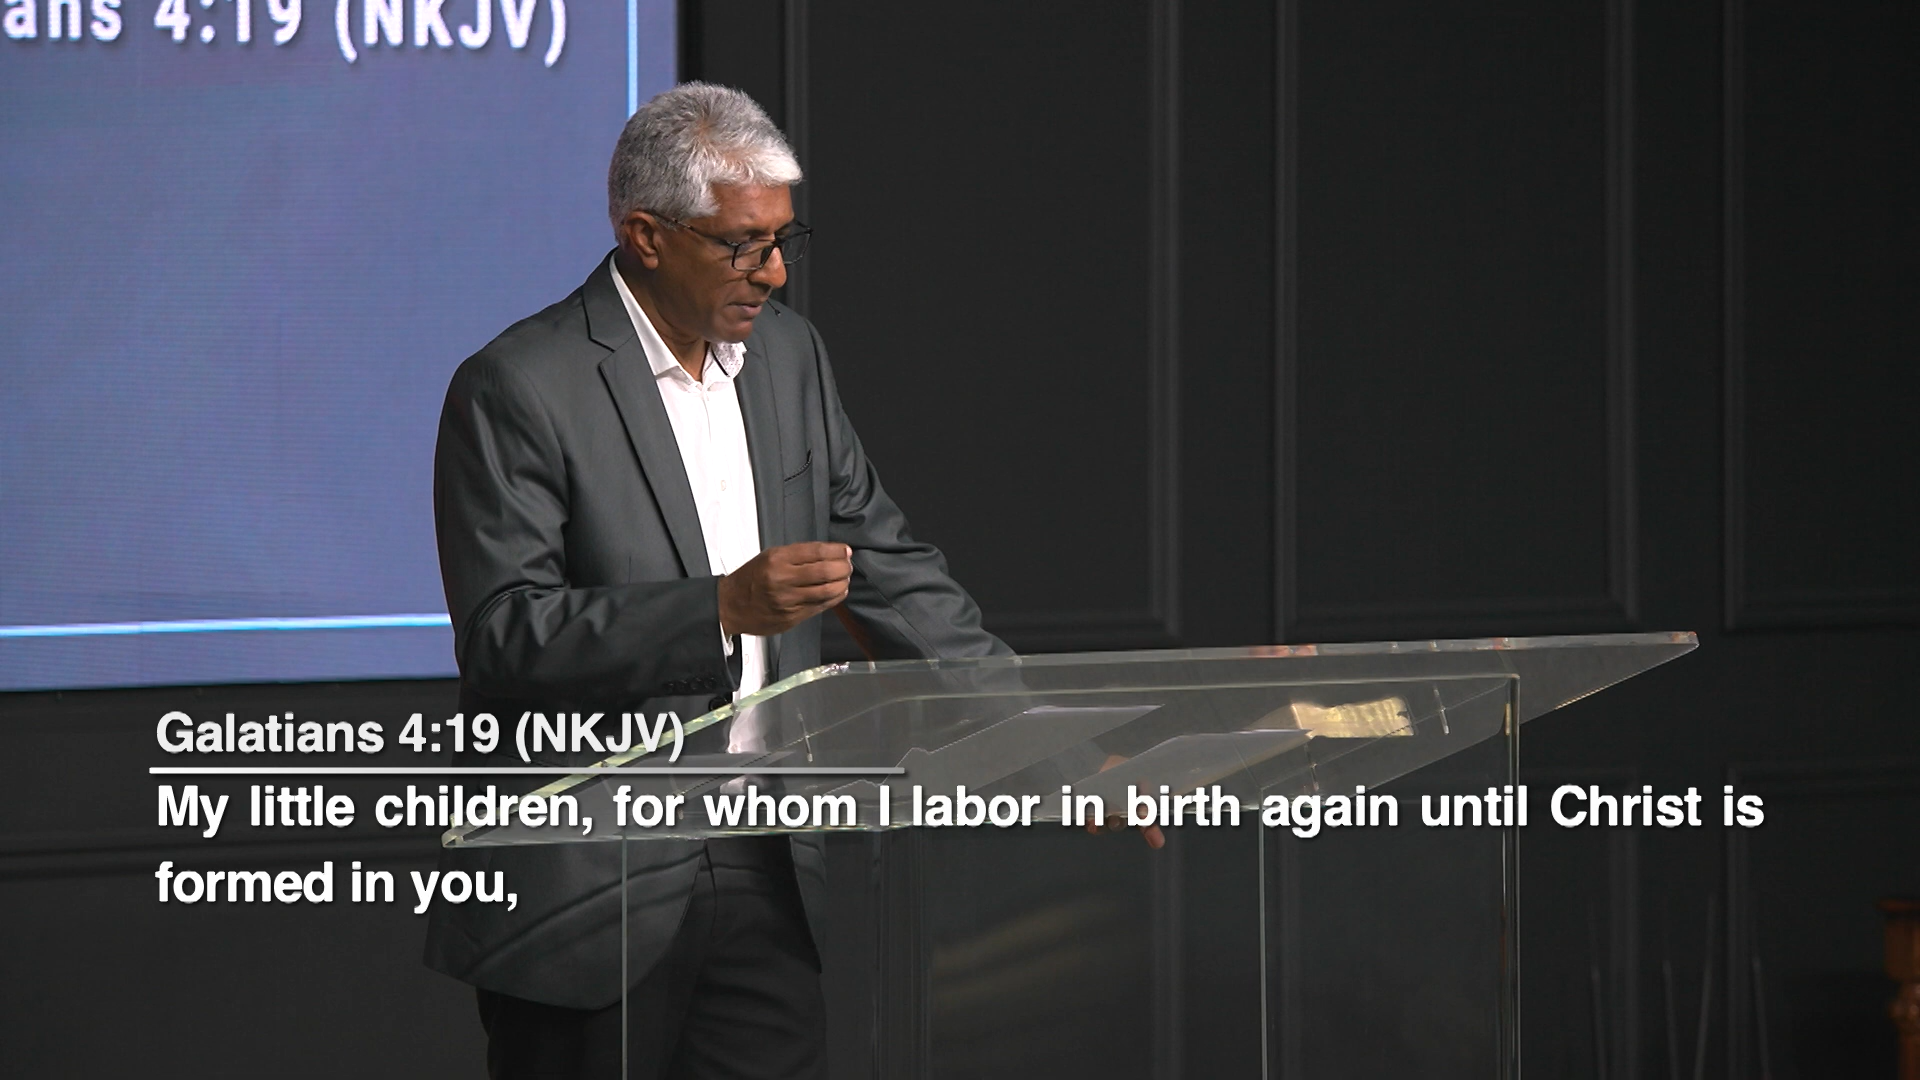 ans 4:19 (NKJV)
Galatians 4:19 (NKJV)
My little children, for whom I labor in birth again until Christ is
formed in you,